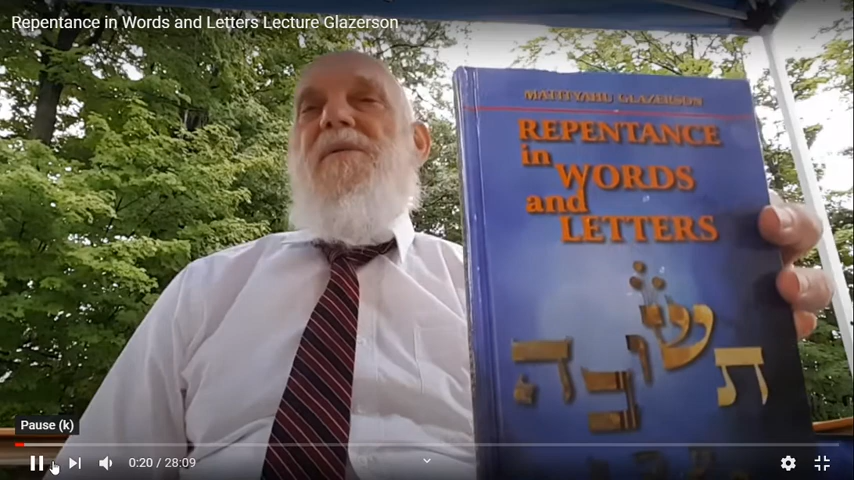 Repentance in Words and Letters Lecture Glazerson
MATITYAHU GLAZERSON
REPENTANCE
in WORDS
and
LETTERS
תשובה
Pause (k)
0:20 / 28:09